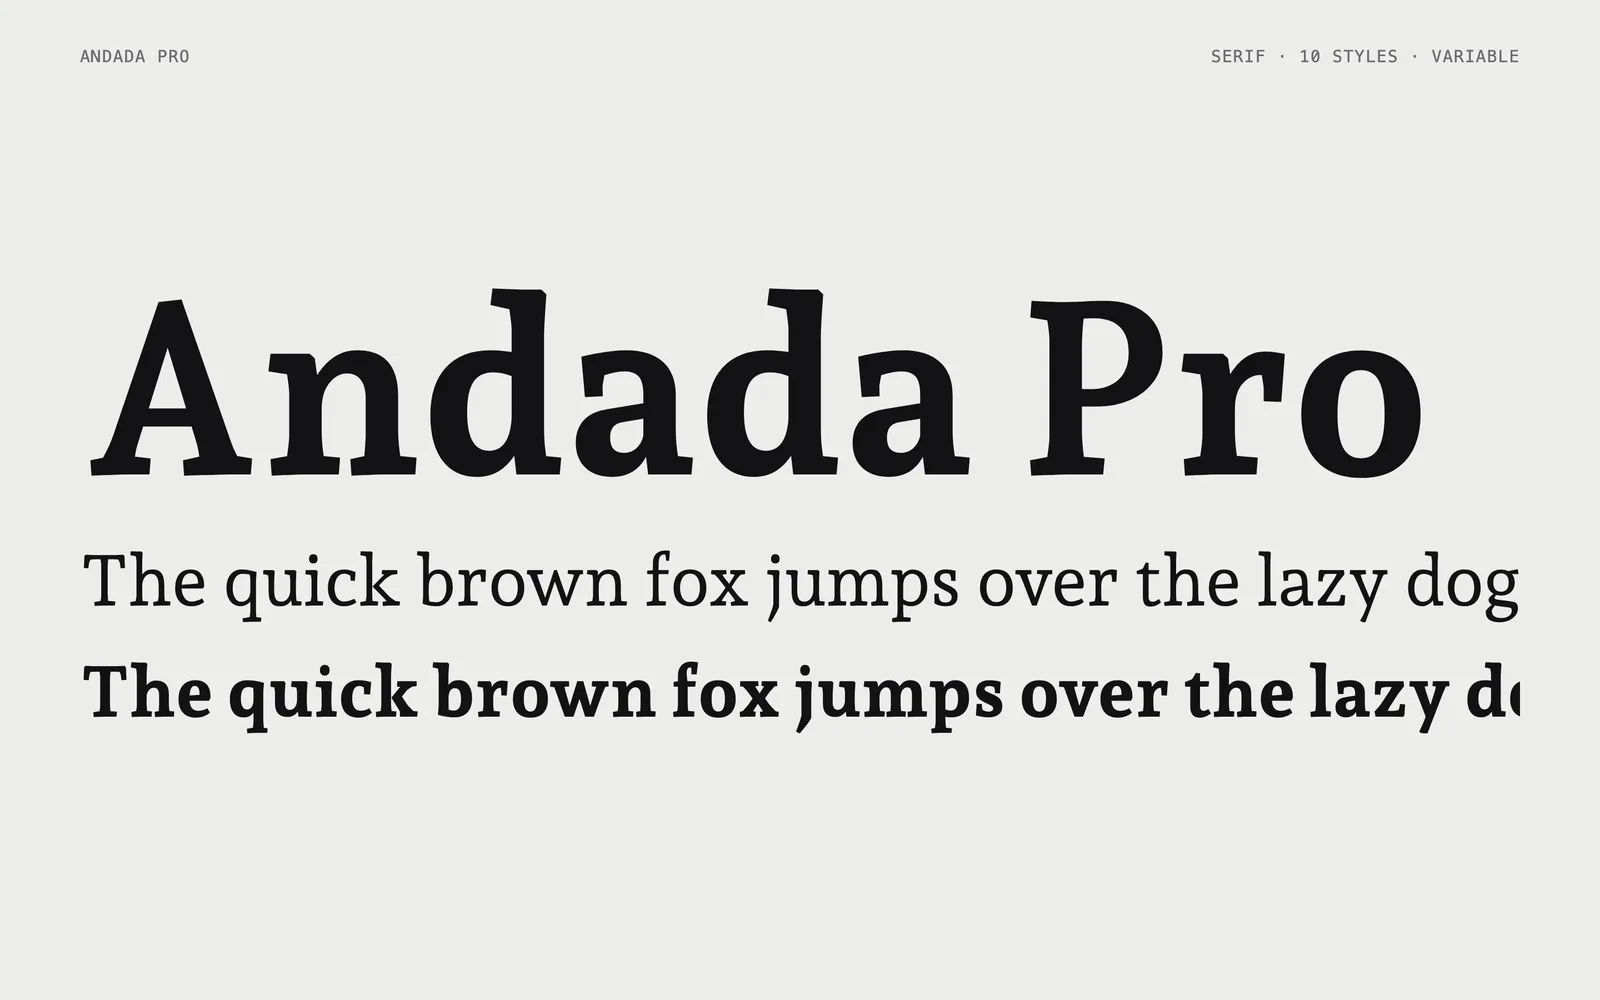 ANDADA PRO
SERIF · 10 STYLES · VARIABLE
Andada Pro
The quick brown fox jumps over the lazy dog
The quick brown fox jumps over the lazy